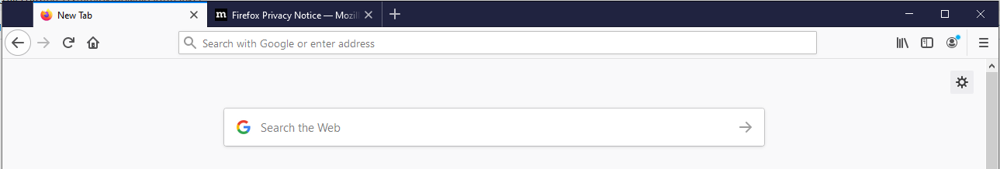 New Tab
Firefox Privacy Notice — Mozil
Search with Google or enter address
Search the Web